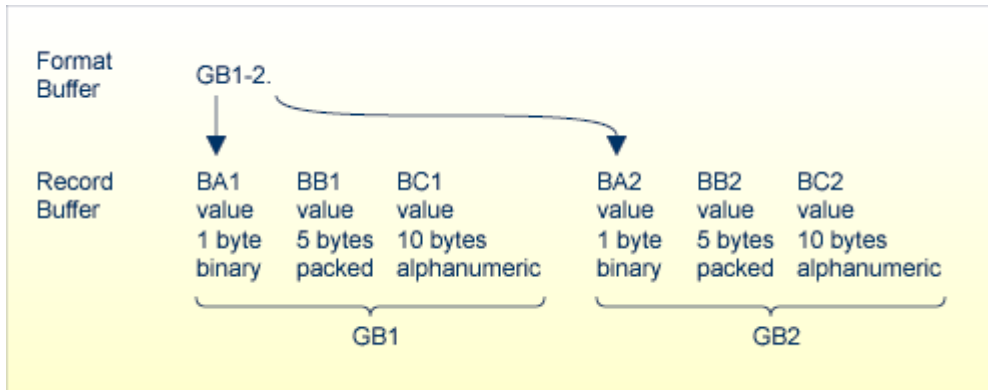 Format
Buffer
GB1-2.
Record
Buffer
BA1 BB1 BC1 BA2 BB2 BC2
value value value value value value
1 byte 5 bytes 10 bytes 1 byte 5 bytes 10 bytes
binary packed alphanumeric binary packed alphanumeric
GB1 GB2